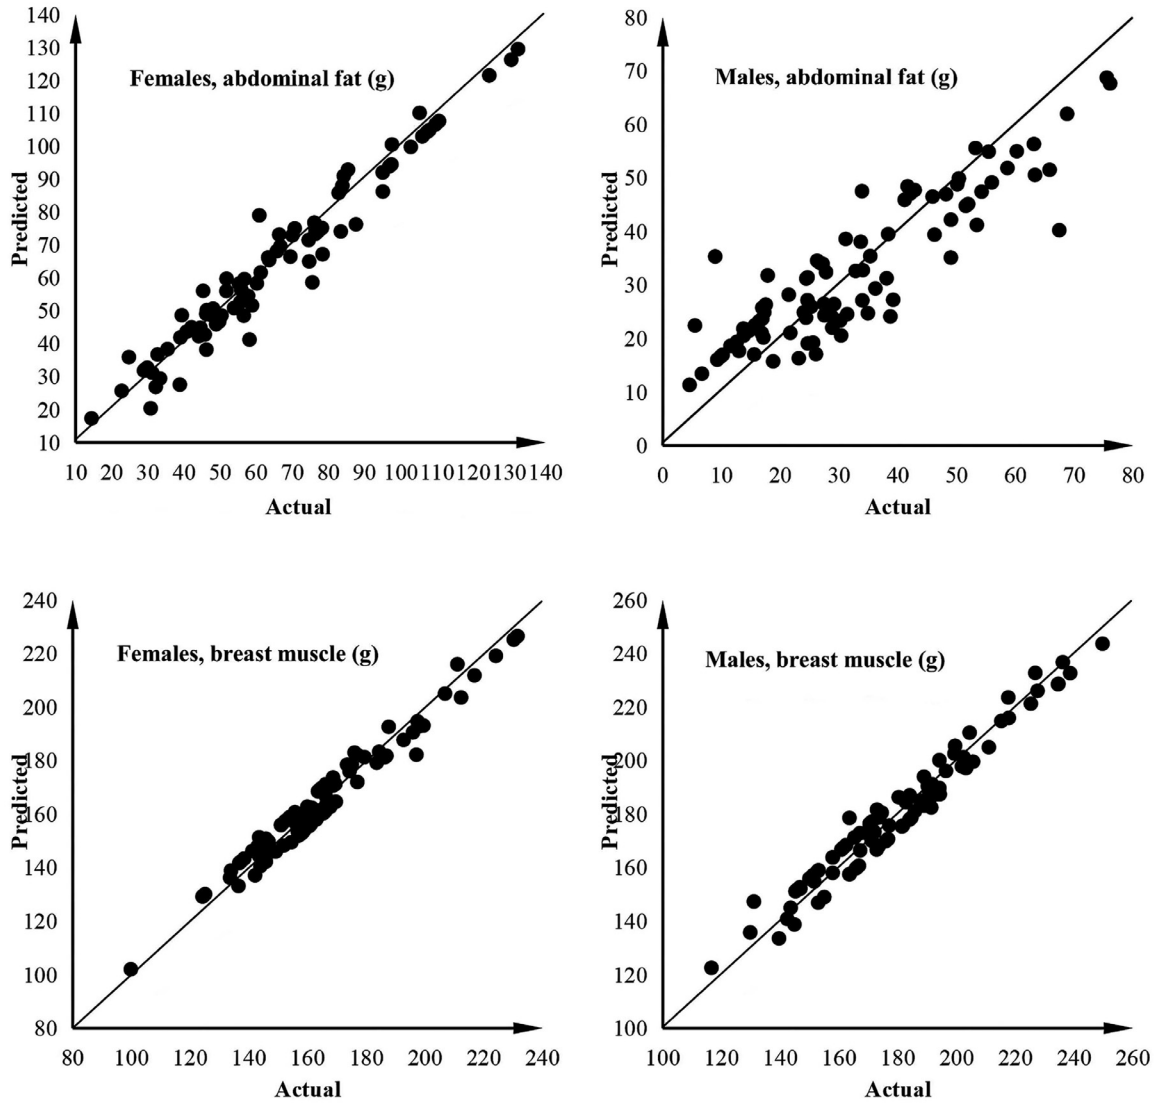 Females, abdominal fat (g)
Predicted
140
130
120
110
100
90
80
70
60
50
40
30
20
10
10 20 30 40 50 60 70 80 90 100 110 120 130 140
Actual
Males, abdominal fat (g)
Predicted
80
70
60
50
40
30
20
10
0
0 10 20 30 40 50 60 70 80
Actual
Females, breast muscle (g)
Predicted
240
220
200
180
160
140
120
100
80
80 100 120 140 160 180 200 220 240
Actual
Males, breast muscle (g)
Predicted
260
240
220
200
180
160
140
120
100
100 120 140 160 180 200 220 240 260
Actual